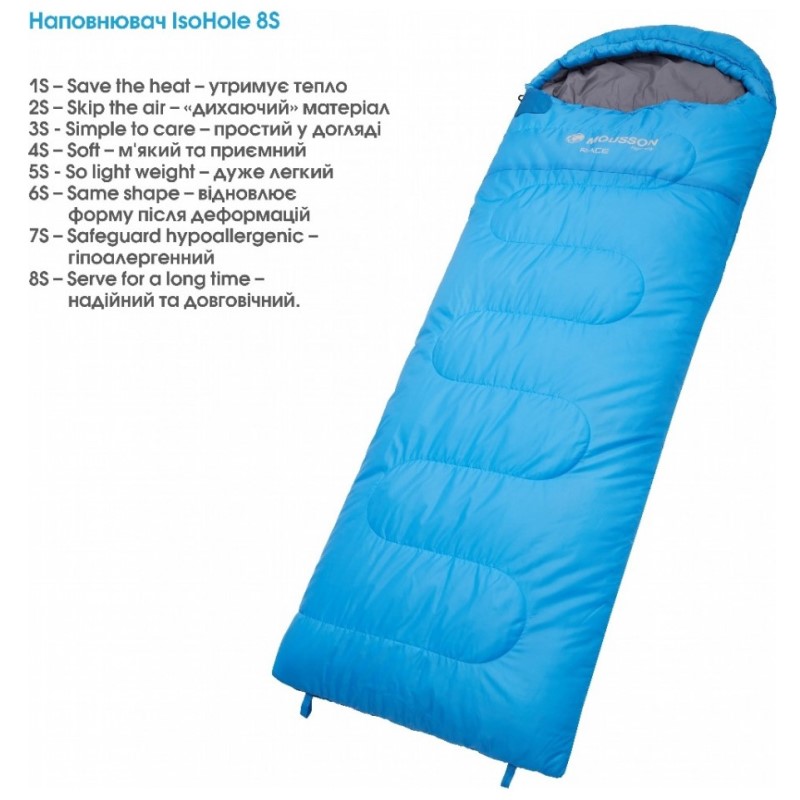 Наповнювач IsoHole 8S
1S – Save the heat – утримує тепло
2S – Skip the air – «дихаючий» матеріал
3S - Simple to care – простий у догляді
4S – Soft – м'який та приємний
5S - So light weight – дуже легкий
6S – Same shape – відновлює
форму після деформацій
7S – Safeguard hypoallergenic –
гіпоалергенний
8S – Serve for a long time –
надійний та довговічний.
MOUSSON